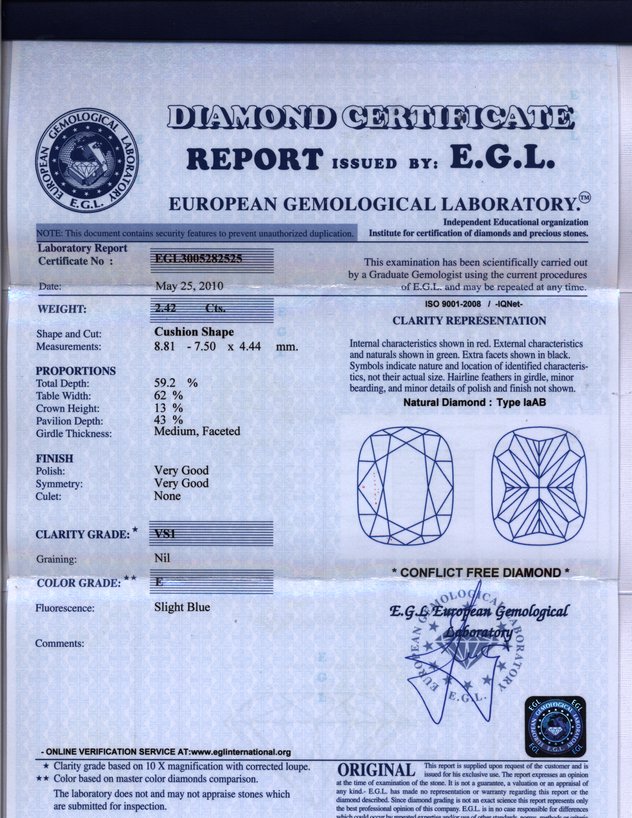 EUROPEAN GEMOLOGICAL LABORATORY
E.G.L.
DIAMOND CERTIFICATE
REPORT ISSUED BY: E.G.L.
EUROPEAN GEMOLOGICAL LABORATORY.™
Independent Educational organization
Institute for certification of diamonds and precious stones.
NOTE: This document contains security features to prevent unauthorized duplication.
Laboratory Report
Certificate No : EGL3005282525
Date: May 25, 2010
WEIGHT: 2.42 Cts.
Shape and Cut: Cushion Shape
Measurements: 8.81 - 7.50 x 4.44 mm.
PROPORTIONS
Total Depth: 59.2 %
Table Width: 62 %
Crown Height: 13 %
Pavilion Depth: 43 %
Girdle Thickness: Medium, Faceted
FINISH
Polish: Very Good
Symmetry: Very Good
Culet: None
CLARITY GRADE: ★ VS1
Graining: Nil
COLOR GRADE: ★★ E
Fluorescence: Slight Blue
Comments:
This examination has been scientifically carried out
by a Graduate Gemologist using the current procedures
of E.G.L. and may be repeated at any time.
ISO 9001-2008 / -IQNet-
CLARITY REPRESENTATION
Internal characteristics shown in red. External characteristics
and naturals shown in green. Extra facets shown in black.
Symbols indicate nature and location of identified characteris-
tics, not their actual size. Hairline feathers in girdle, minor
bearding, and minor details of polish and finish not shown.
Natural Diamond : Type IaAB
* CONFLICT FREE DIAMOND *
E.G.L European Gemological
Laboratory
EUROPEAN GEMOLOGICAL LABORATORY
E.G.L.
EGL EGL
EUROPEAN GEMOLOGICAL LABORATORY
E.G.L.
EGL EGL
- ONLINE VERIFICATION SERVICE AT:www.eglinternational.org
★ Clarity grade based on 10 X magnification with corrected loupe.
★★ Color based on master color diamonds comparison.
The laboratory does not and may not appraise stones which
are submitted for inspection.
ORIGINAL This report is supplied upon request of the customer and is
issued for his exclusive use. The report expresses an opinion
at the time of examination of the stone. It is not a guarantee, a valuation or an appraisal of
any kind.- E.G.L. has made no representation or warranty regarding this report or the
diamond described. Since diamond grading is not an exact science this report represents only
the best professional opinion of this company. E.G.L. is in no case responsible for differences